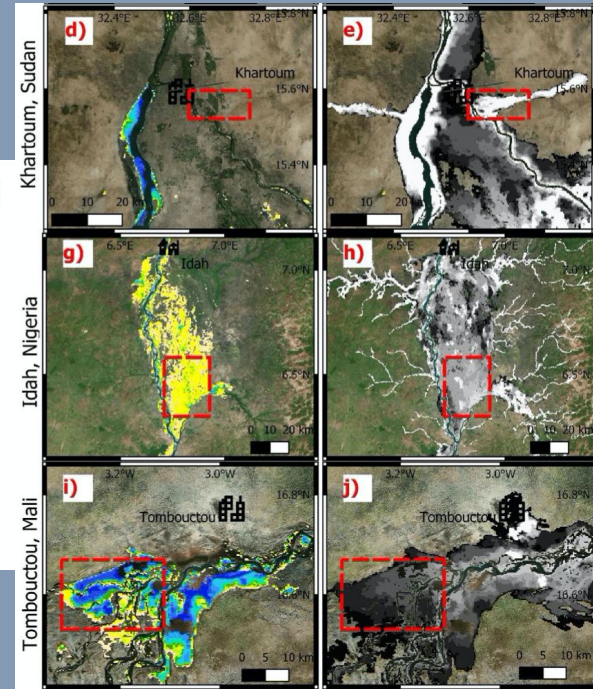 Khartoum, Sudan
d)
32.4°E
32.6°E
32.8°E
15.8°N
Khartoum
15.6°N
15.4°N
0 10 20
e)
32.4°E
32.6°E
32.8°E
15.8°N
Khartoum
15.6°N
15.4°N
0 10 20 km
Idah, Nigeria
g)
6.5°E
7.0°E
Idah
7.0°N
6.5°N
0 10 20 km
h)
6.5°E
7.0°E
Idah
7.0°N
6.5°N
0 10 20 km
Tombouctou, Mali
i)
3.2°W
3.0°W
16.8°N
Tombouctou
16.6°N
0 5 10 km
j)
3.2°W
3.0°W
16.8°N
Tombouctou
16.6°N
0 5 10 km